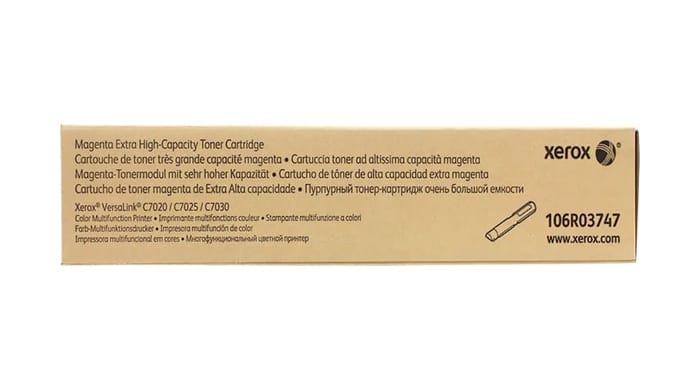 Magenta Extra High-Capacity Toner Cartridge
Cartouche de toner très grande capacité magenta • Cartuccia toner ad altissima capacità magenta
Magenta-Tonermodul mit sehr hoher Kapazität • Cartucho de tóner de alta capacidad extra magenta
Cartucho de toner magenta de Extra Alta capacidade • Пурпурный тонер-картридж очень большой емкости
Xerox® VersaLink® C7020 / C7025 / C7030
Color Multifunction Printer • Imprimante multifonctions couleur • Stampante multifunzione a colori
Farb-Multifunktionsdrucker • Impresora multifunción de color
Impressora multifuncional em cores • Многофункциональный цветной принтер
xerox
106R03747
www.xerox.com